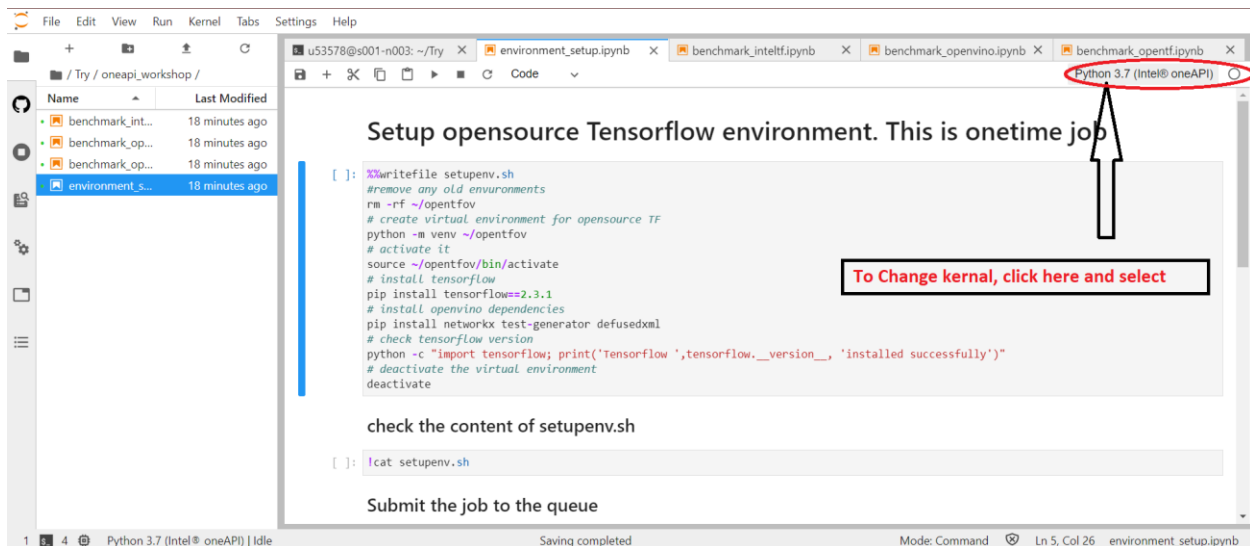 File Edit View Run Kernel Tabs Settings Help
u53578@s001-n003: ~/Try
environment_setup.ipynb
benchmark_inteltf.ipynb
benchmark_openvino.ipynb
benchmark_opentf.ipynb
/ Try / oneapi_workshop /
Code
Python 3.7 (Intel® oneAPI)
Name Last Modified
benchmark_int... 18 minutes ago
benchmark_op... 18 minutes ago
benchmark_op... 18 minutes ago
environment_s... 18 minutes ago
Setup opensource Tensorflow environment. This is onetime job
[ ]: %%writefile setupenv.sh
#remove any old envuronments
rm -rf ~/opentfov
# create virtual environment for opensource TF
python -m venv ~/opentfov
# activate it
source ~/opentfov/bin/activate
# install tensorflow
pip install tensorflow==2.3.1
# install openvino dependencies
pip install networkx test-generator defusedxml
# check tensorflow version
python -c "import tensorflow; print('Tensorflow ',tensorflow.__version__, 'installed successfully')"
# deactivate the virtual environment
deactivate
To Change kernal, click here and select
check the content of setupenv.sh
[ ]: !cat setupenv.sh
Submit the job to the queue
1 $_ 4 Python 3.7 (Intel® oneAPI) | Idle Saving completed Mode: Command Ln 5, Col 26 environment_setup.ipynb